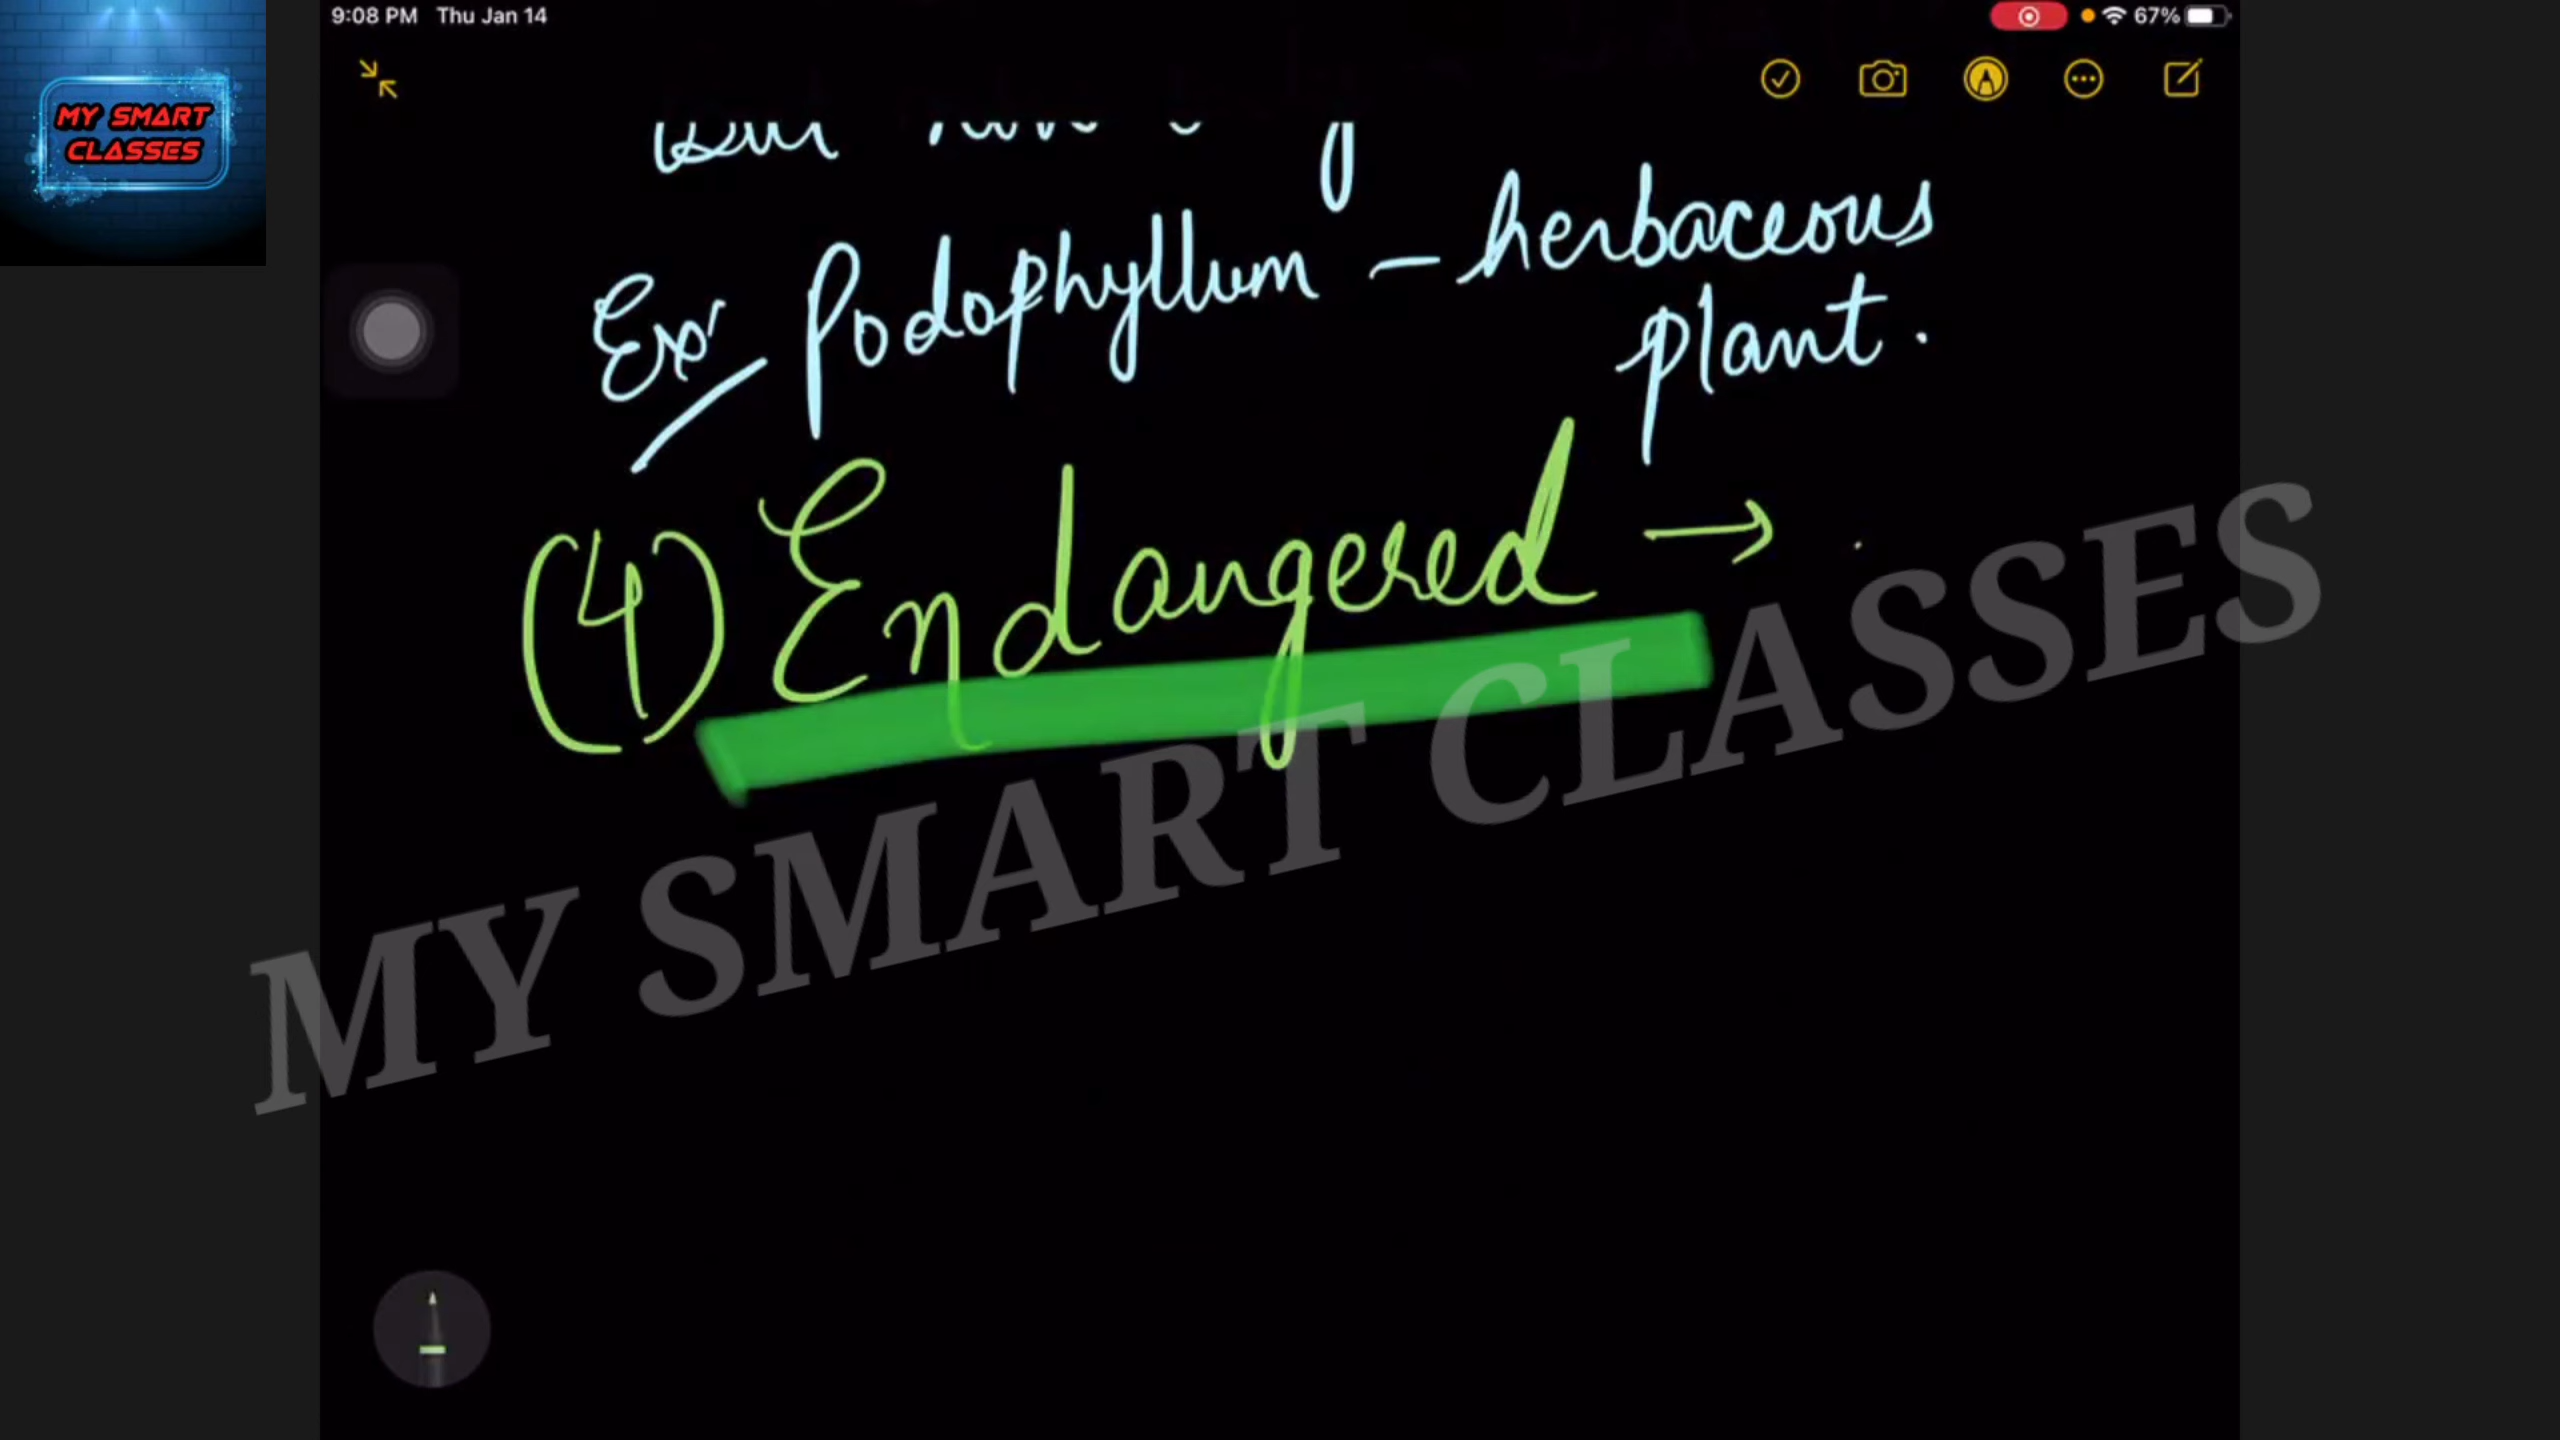 9:08 PM Thu Jan 14
67%
MY SMART
CLASSES
Ex Podophyllum – herbaceous
plant.
(4) Endangered →
MY SMART CLASSES